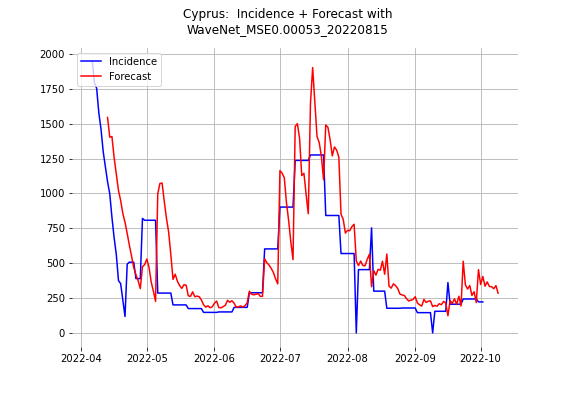 Cyprus:  Incidence + Forecast with
WaveNet_MSE0.00053_20220815
Incidence
Forecast
2000
1750
1500
1250
1000
750
500
250
0
2022-04 2022-05 2022-06 2022-07 2022-08 2022-09 2022-10